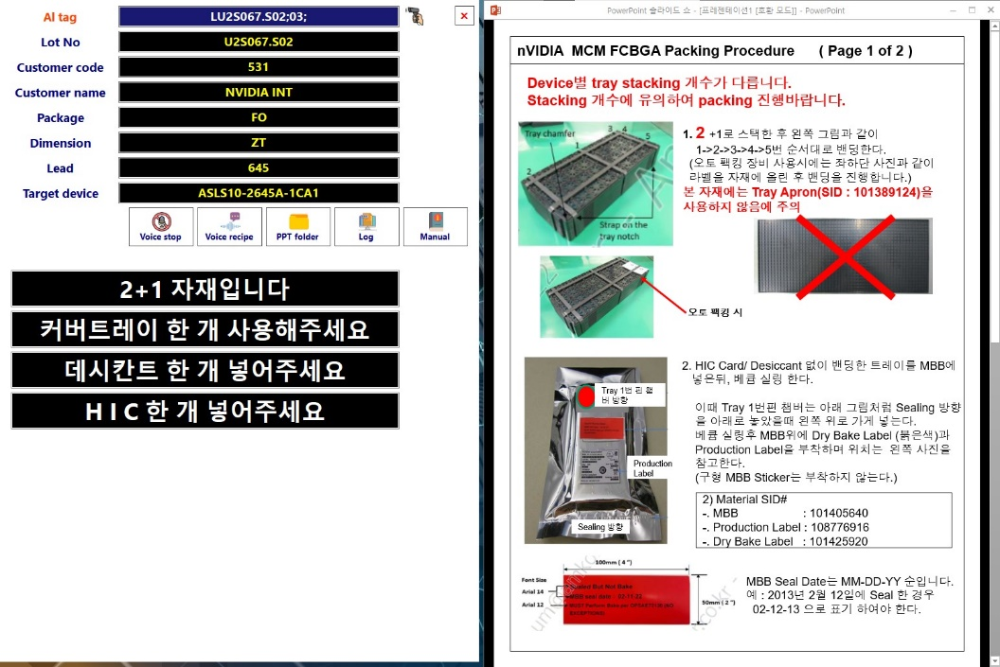 AI tag
LU2S067.S02;03;
Lot No
U2S067.S02
Customer code
531
Customer name
NVIDIA INT
Package
FO
Dimension
ZT
Lead
645
Target device
ASLS10-2645A-1CA1
Voice stop
Voice recipe
PPT folder
Log
Manual
2+1 자재입니다
커버트레이 한 개 사용해주세요
데시칸트 한 개 넣어주세요
H I C 한 개 넣어주세요
PowerPoint 슬라이드 쇼 - [프레젠테이션1 [호환 모드]] - PowerPoint
nVIDIA MCM FCBGA Packing Procedure ( Page 1 of 2 )
Device별 tray stacking 개수가 다릅니다.
Stacking 개수에 유의하여 packing 진행바랍니다.
Tray chamfer
1
2
3
4
5
Strap on the
tray notch
1. 2 +1로 스택한 후 왼쪽 그림과 같이
1->2->3->4->5번 순서대로 밴딩한다.
(오토 팩킹 장비 사용시에는 좌하단 사진과 같이
라벨을 자재에 올린 후 밴딩을 진행합니다.)
본 자재에는 Tray Apron(SID : 101389124)을
사용하지 않음에 주의
오토 팩킹 시
Tray 1번 핀 챔
버 방향
Production
Label
Sealing 방향
2. HIC Card/ Desiccant 없이 밴딩한 트레이를 MBB에
넣은뒤, 베큠 실링 한다.
이때 Tray 1번핀 챔버는 아래 그림처럼 Sealing 방향
을 아래로 놓았을때 왼쪽 위로 가게 넣는다.
베큠 실링후 MBB위에 Dry Bake Label (붉은색)과
Production Label을 부착하며 위치는 왼쪽 사진을
참고한다.
(구형 MBB Sticker는 부착하지 않는다.)
2) Material SID#
-. MBB : 101405640
-. Production Label : 108776916
-. Dry Bake Label : 101425920
100mm ( 4 ")
Font Size
Arial 14
Arial 12
Sealed But Not Bake
MBB seal date : 02-11-23
50mm ( 2 ")
MBB Seal Date는 MM-DD-YY 순입니다.
예 : 2013년 2월 12일에 Seal 한 경우
02-12-13 으로 표기 하여야 한다.